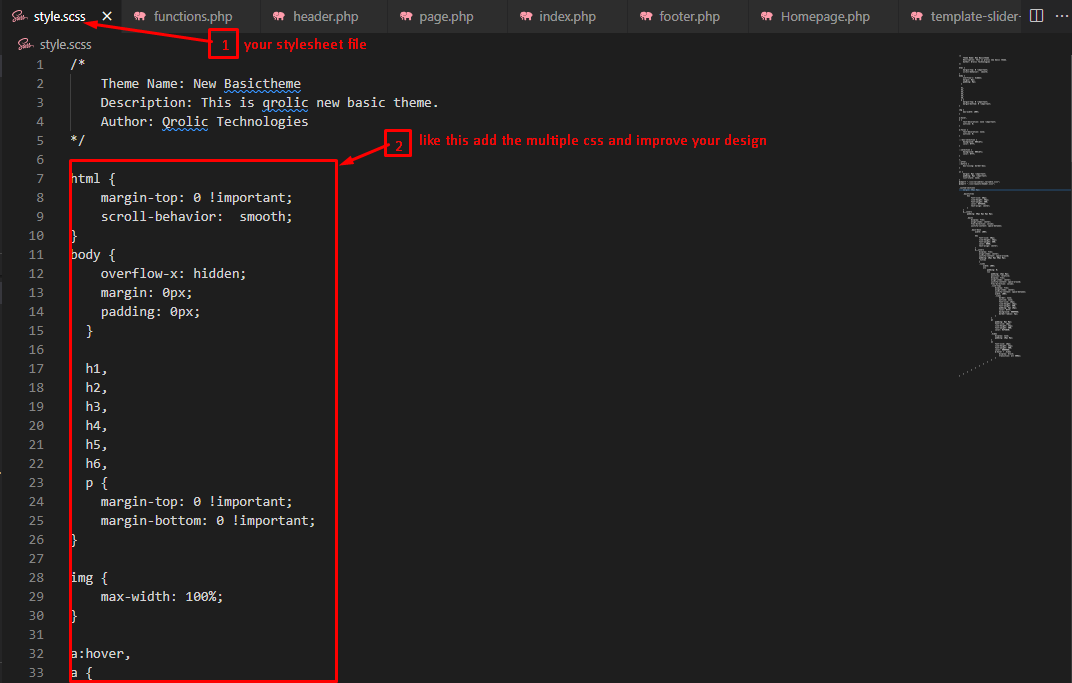 style.scss functions.php header.php page.php index.php footer.php Homepage.php template-slider-
style.scss 1 your stylesheet file
1 /*
2 Theme Name: New Basictheme
3 Description: This is qrolic new basic theme.
4 Author: Qrolic Technologies
5 */
2 like this add the multiple css and improve your design
6
7 html {
8 margin-top: 0 !important;
9 scroll-behavior:  smooth;
10 }
11 body {
12 overflow-x: hidden;
13 margin: 0px;
14 padding: 0px;
15 }
16
17 h1,
18 h2,
19 h3,
20 h4,
21 h5,
22 h6,
23 p {
24 margin-top: 0 !important;
25 margin-bottom: 0 !important;
26 }
27
28 img {
29 max-width: 100%;
30 }
31
32 a:hover,
33 a {